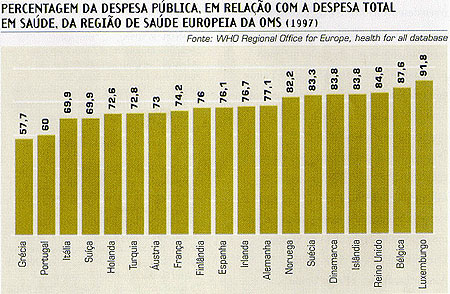 PERCENTAGEM DA DESPESA PÚBLICA, EM RELAÇÃO COM A DESPESA TOTAL
EM SAÚDE, DA REGIÃO DE SAÚDE EUROPEIA DA OMS (1997)
Fonte: WHO Regional Office for Europe, health for all database
57,7
60
69,9
69,9
72,6
72,8
73
74,2
76
76,1
76,7
77,1
82,2
83,3
83,8
83,8
84,6
87,6
91,8
Grécia
Portugal
Itália
Suíça
Holanda
Turquia
Áustria
França
Finlândia
Espanha
Irlanda
Alemanha
Noruega
Suécia
Dinamarca
Islândia
Reino Unido
Bélgica
Luxemburgo